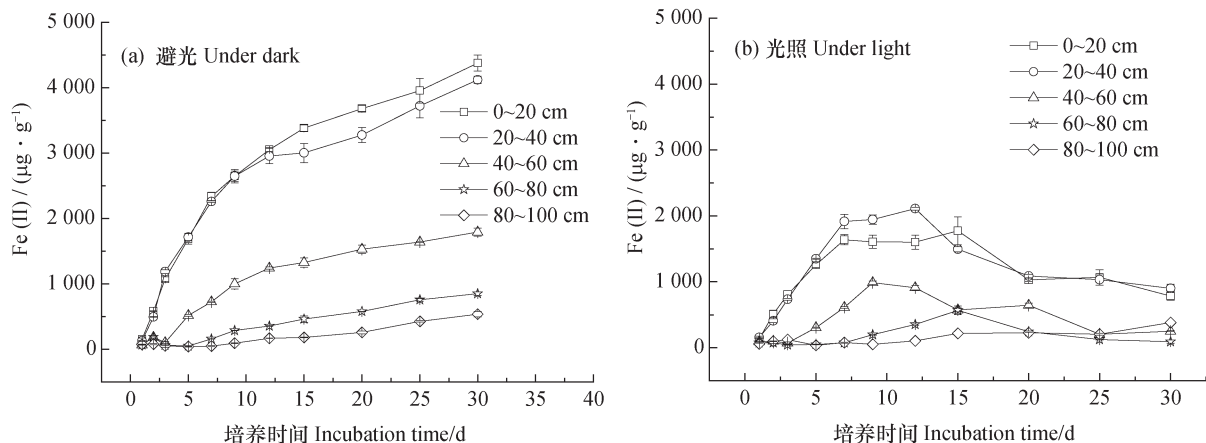 5 000
4 000
3 000
2 000
1 000
0
Fe (II) / (μg · g⁻¹)
(a) 避光 Under dark
0~20 cm
20~40 cm
40~60 cm
60~80 cm
80~100 cm
0 5 10 15 20 25 30 35 40
培养时间 Incubation time/d
5 000
4 000
3 000
2 000
1 000
0
Fe (II) / (μg · g⁻¹)
(b) 光照 Under light
0~20 cm
20~40 cm
40~60 cm
60~80 cm
80~100 cm
0 5 10 15 20 25 30
培养时间 Incubation time/d